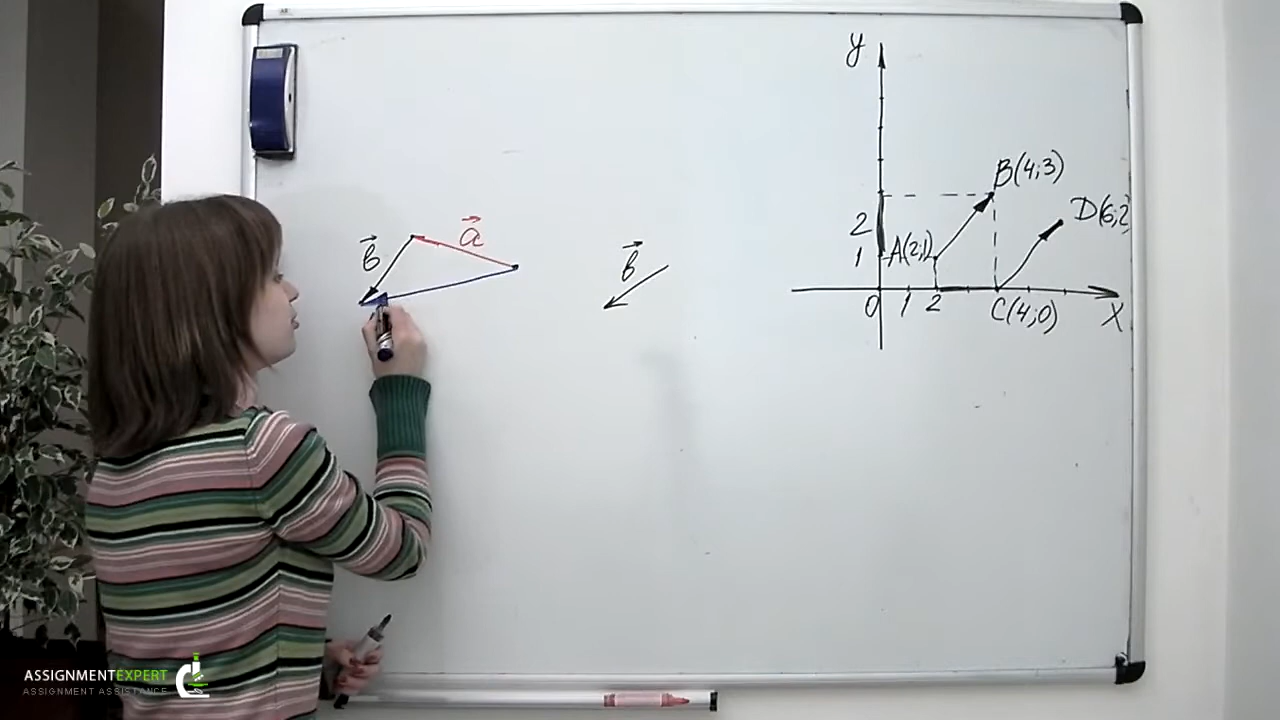 a
в
в
y
B(4;3)
D(6;2
2
A(2;1)
1
0
1
2
C(4;0)
X
ASSIGNMENTEXPERT
ASSIGNMENT ASSISTANCE